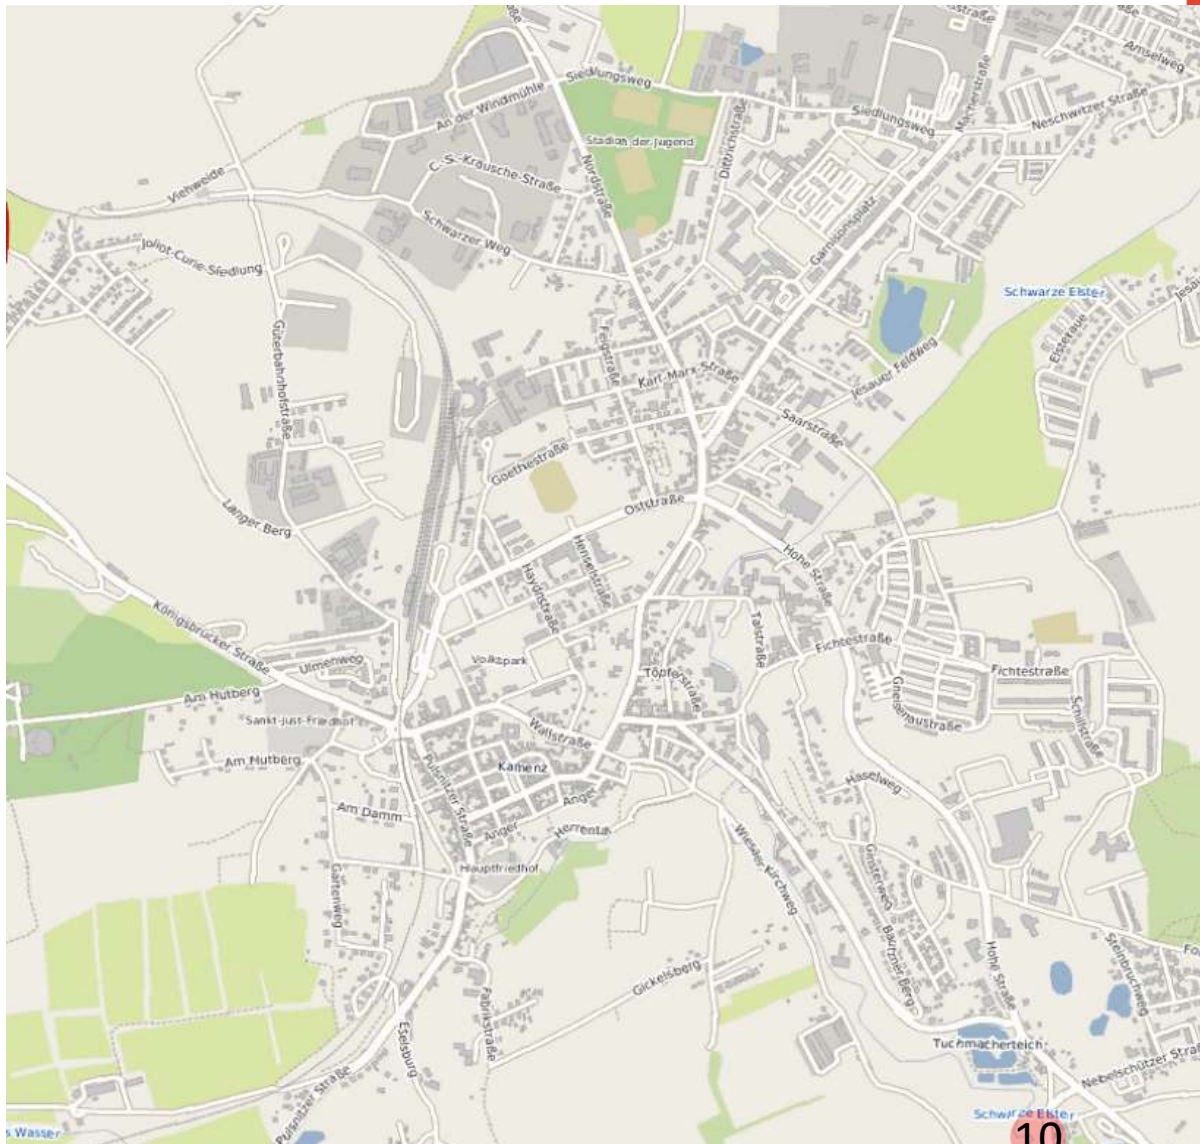 Siedlungsweg
Amselweg
An der Windmühle
Siedlungsweg
Macherstraße
Neschwitzer Straße
Stadion der Jugend
Dittrichstraße
C.-S.-Krausche-Straße
Nordstraße
Viehweide
Schwarzer Weg
Garnisonsplatz
Joliot-Curie-Siedlung
Schwarze Elster
Güterbahnhofstraße
Feigstraße
Elsteraue
Karl-Marx-Straße
Jesauer Feldweg
Saarstraße
Goethestraße
Langer Berg
Oststraße
Henselstraße
Hohe Straße
Haydnstraße
Königsbrücker Straße
Talstraße
Fichtestraße
Ulmenweg
Volkspark
Töpferstraße
Fichtestraße
Am Hutberg
Gneisenaustraße
Schillstraße
Sankt-Just-Friedhof
Wallstraße
Am Hutberg
Pulsnitzer Straße
Kamenz
Haselweg
Anger
Am Damm
Anger
Herrental
Wiesaer Kirchweg
Hauptfriedhof
Ginsterweg
Gartenweg
Bautzner Berg
Hohe Straße
Steinbruchweg
Gickelsberg
Fabrikstraße
Eselsburg
Tuchmacherteich
Nebelschützer Straß
Pulsnitzer Straße
Schwarze Elster
s Wasser
10